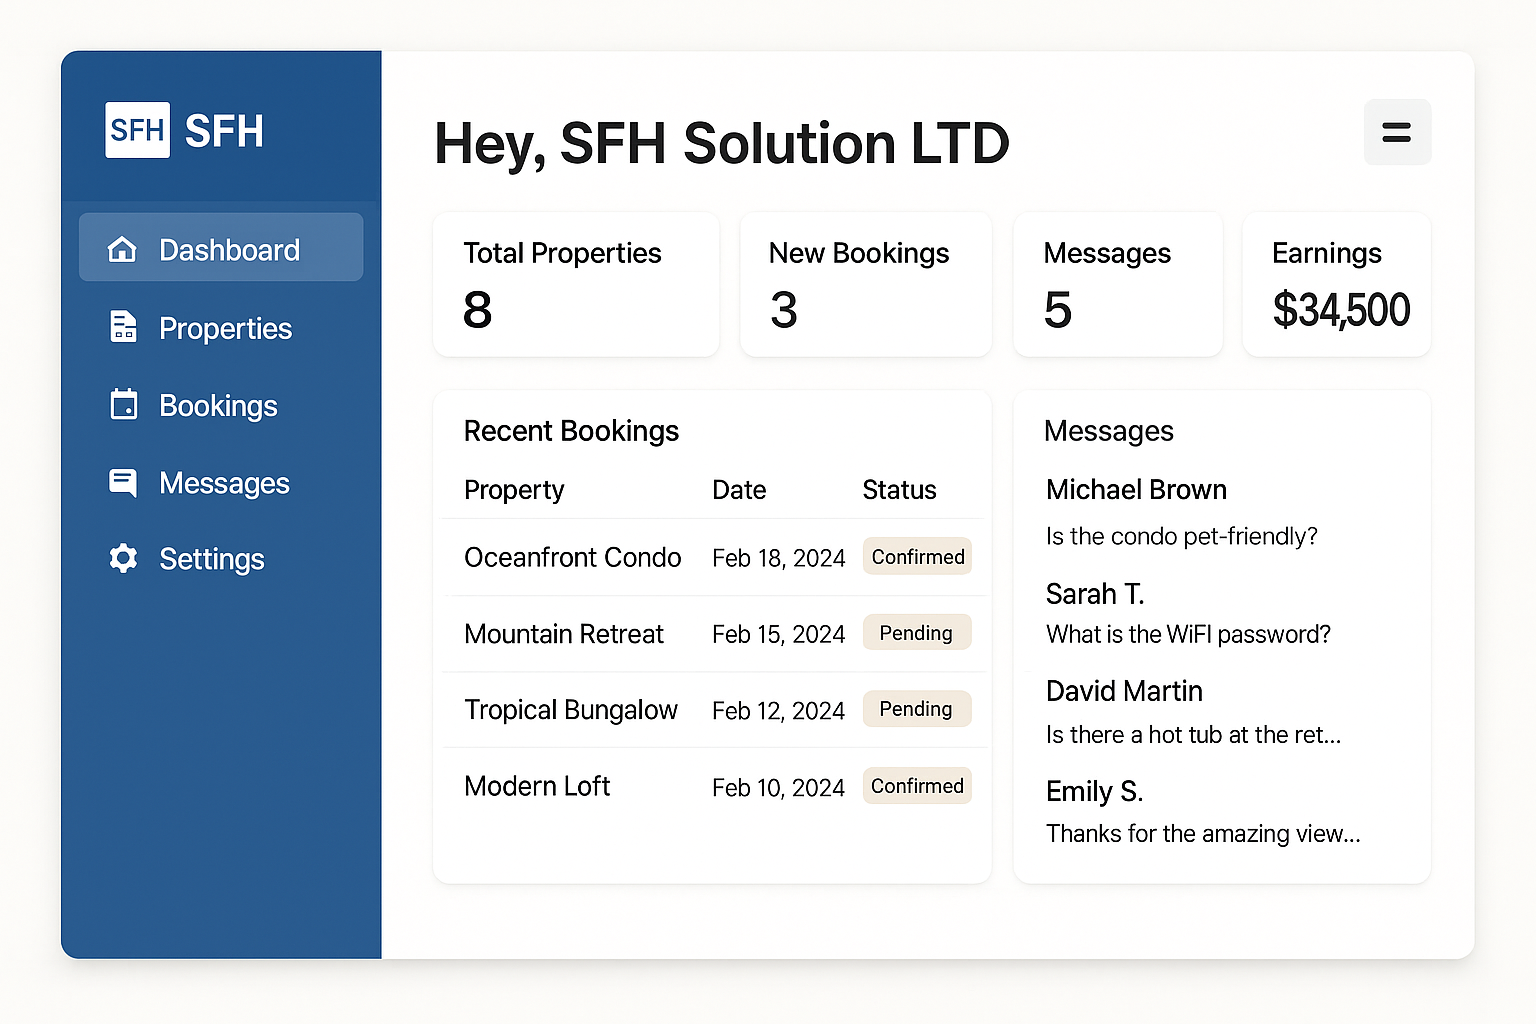 SFH SFH
Dashboard
Properties
Bookings
Messages
Settings
Hey, SFH Solution LTD
Total Properties
8
New Bookings
3
Messages
5
Earnings
$34,500
Recent Bookings
Property Date Status
Oceanfront Condo Feb 18, 2024 Confirmed
Mountain Retreat Feb 15, 2024 Pending
Tropical Bungalow Feb 12, 2024 Pending
Modern Loft Feb 10, 2024 Confirmed
Messages
Michael Brown
Is the condo pet-friendly?
Sarah T.
What is the WiFI password?
David Martin
Is there a hot tub at the ret...
Emily S.
Thanks for the amazing view...